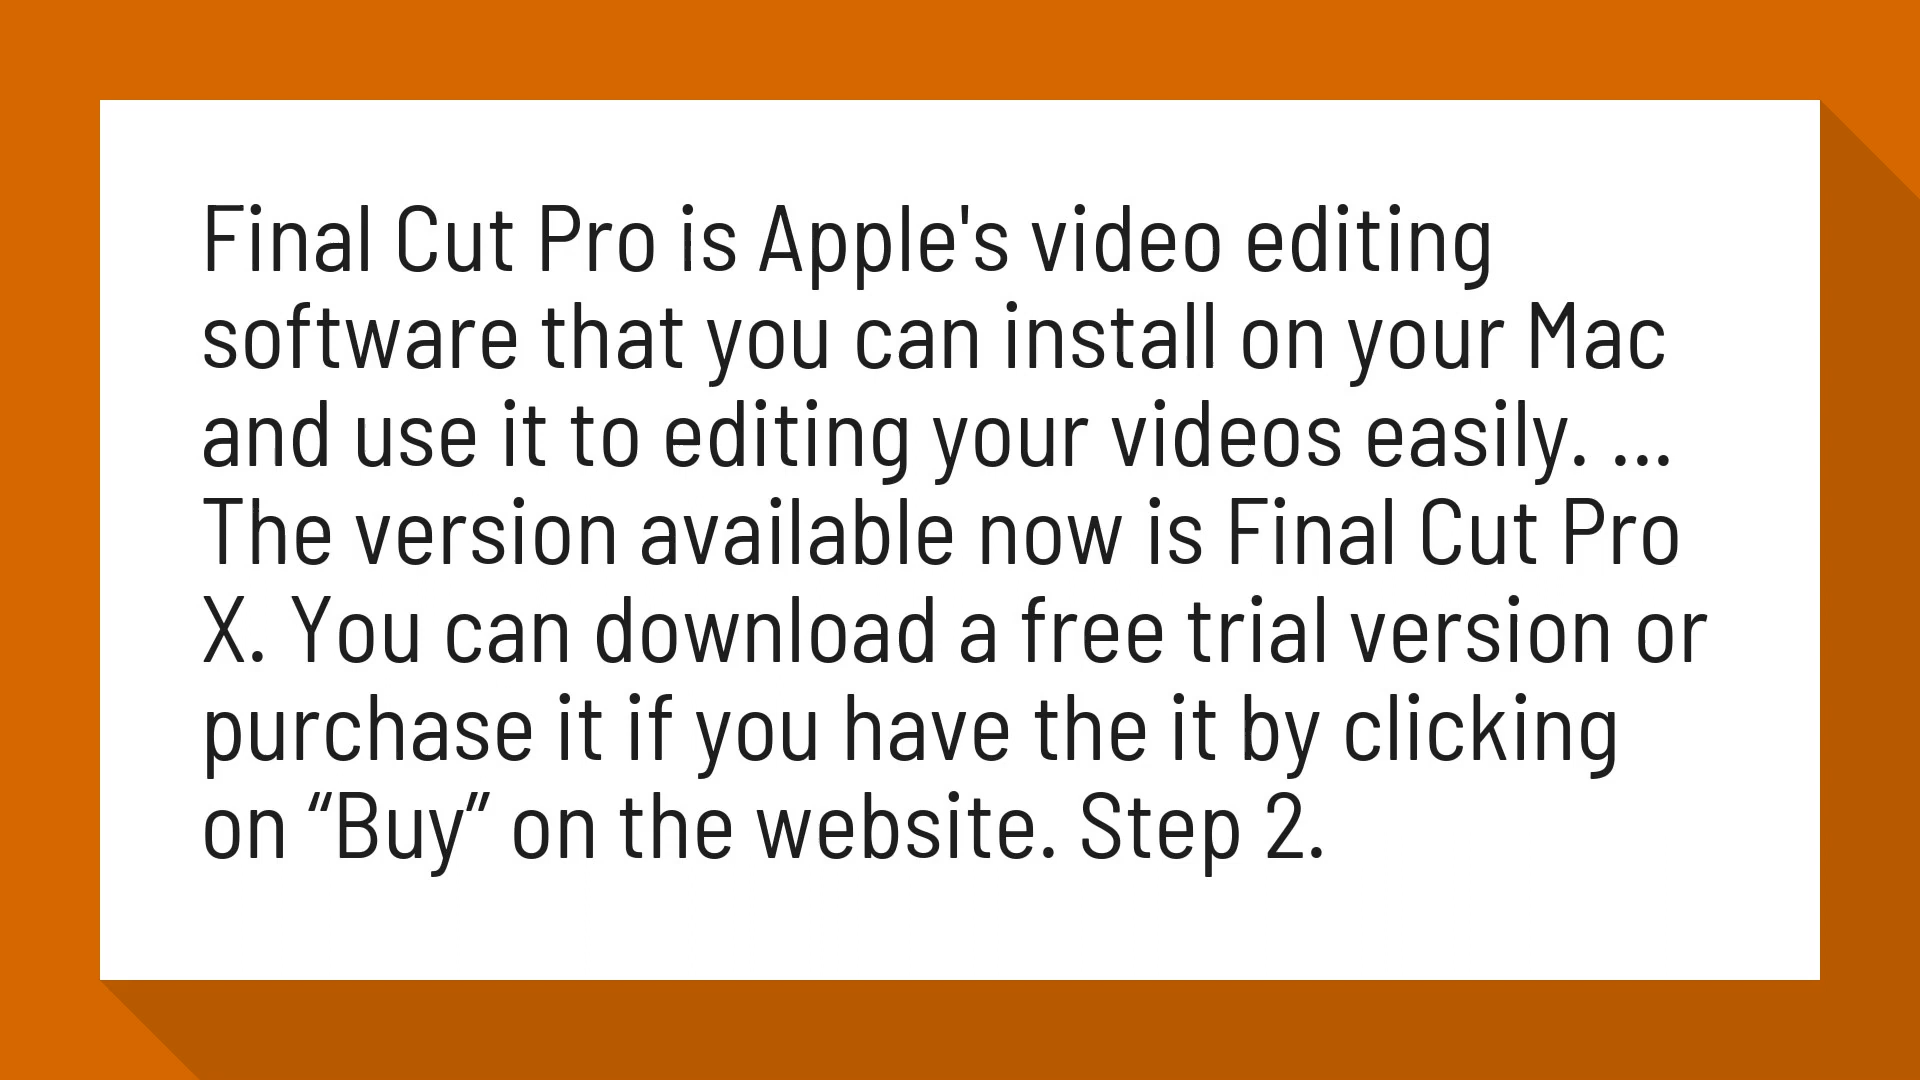 Final Cut Pro is Apple's video editing
software that you can install on your Mac
and use it to editing your videos easily. ...
The version available now is Final Cut Pro
X. You can download a free trial version or
purchase it if you have the it by clicking
on “Buy” on the website. Step 2.